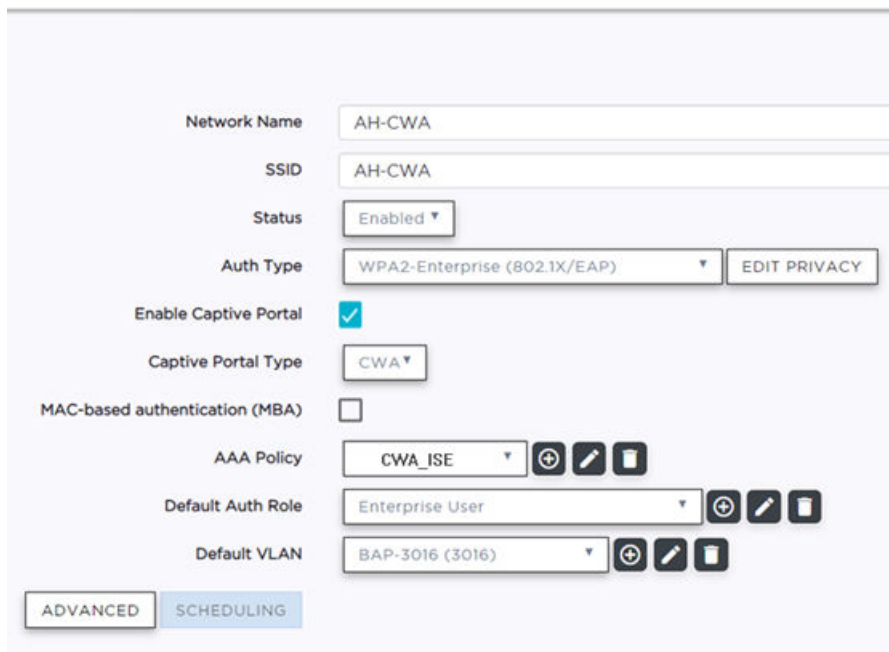 Network Name AH-CWA
SSID AH-CWA
Status Enabled
Auth Type WPA2-Enterprise (802.1X/EAP) EDIT PRIVACY
Enable Captive Portal
Captive Portal Type CWA
MAC-based authentication (MBA)
AAA Policy CWA_ISE
Default Auth Role Enterprise User
Default VLAN BAP-3016 (3016)
ADVANCED SCHEDULING